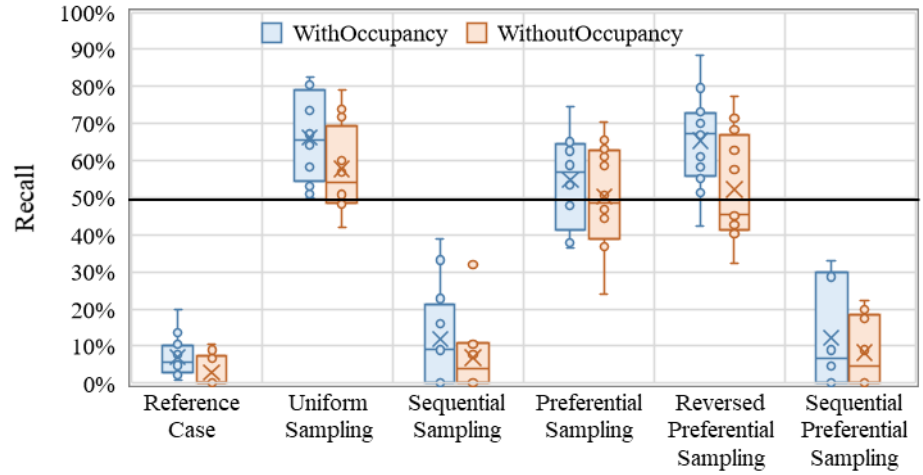 100%
90%
80%
70%
60%
50%
40%
30%
20%
10%
0%
Recall
WithOccupancy WithoutOccupancy
Reference
Case
Uniform
Sampling
Sequential
Sampling
Preferential
Sampling
Reversed
Preferential
Sampling
Sequential
Preferential
Sampling